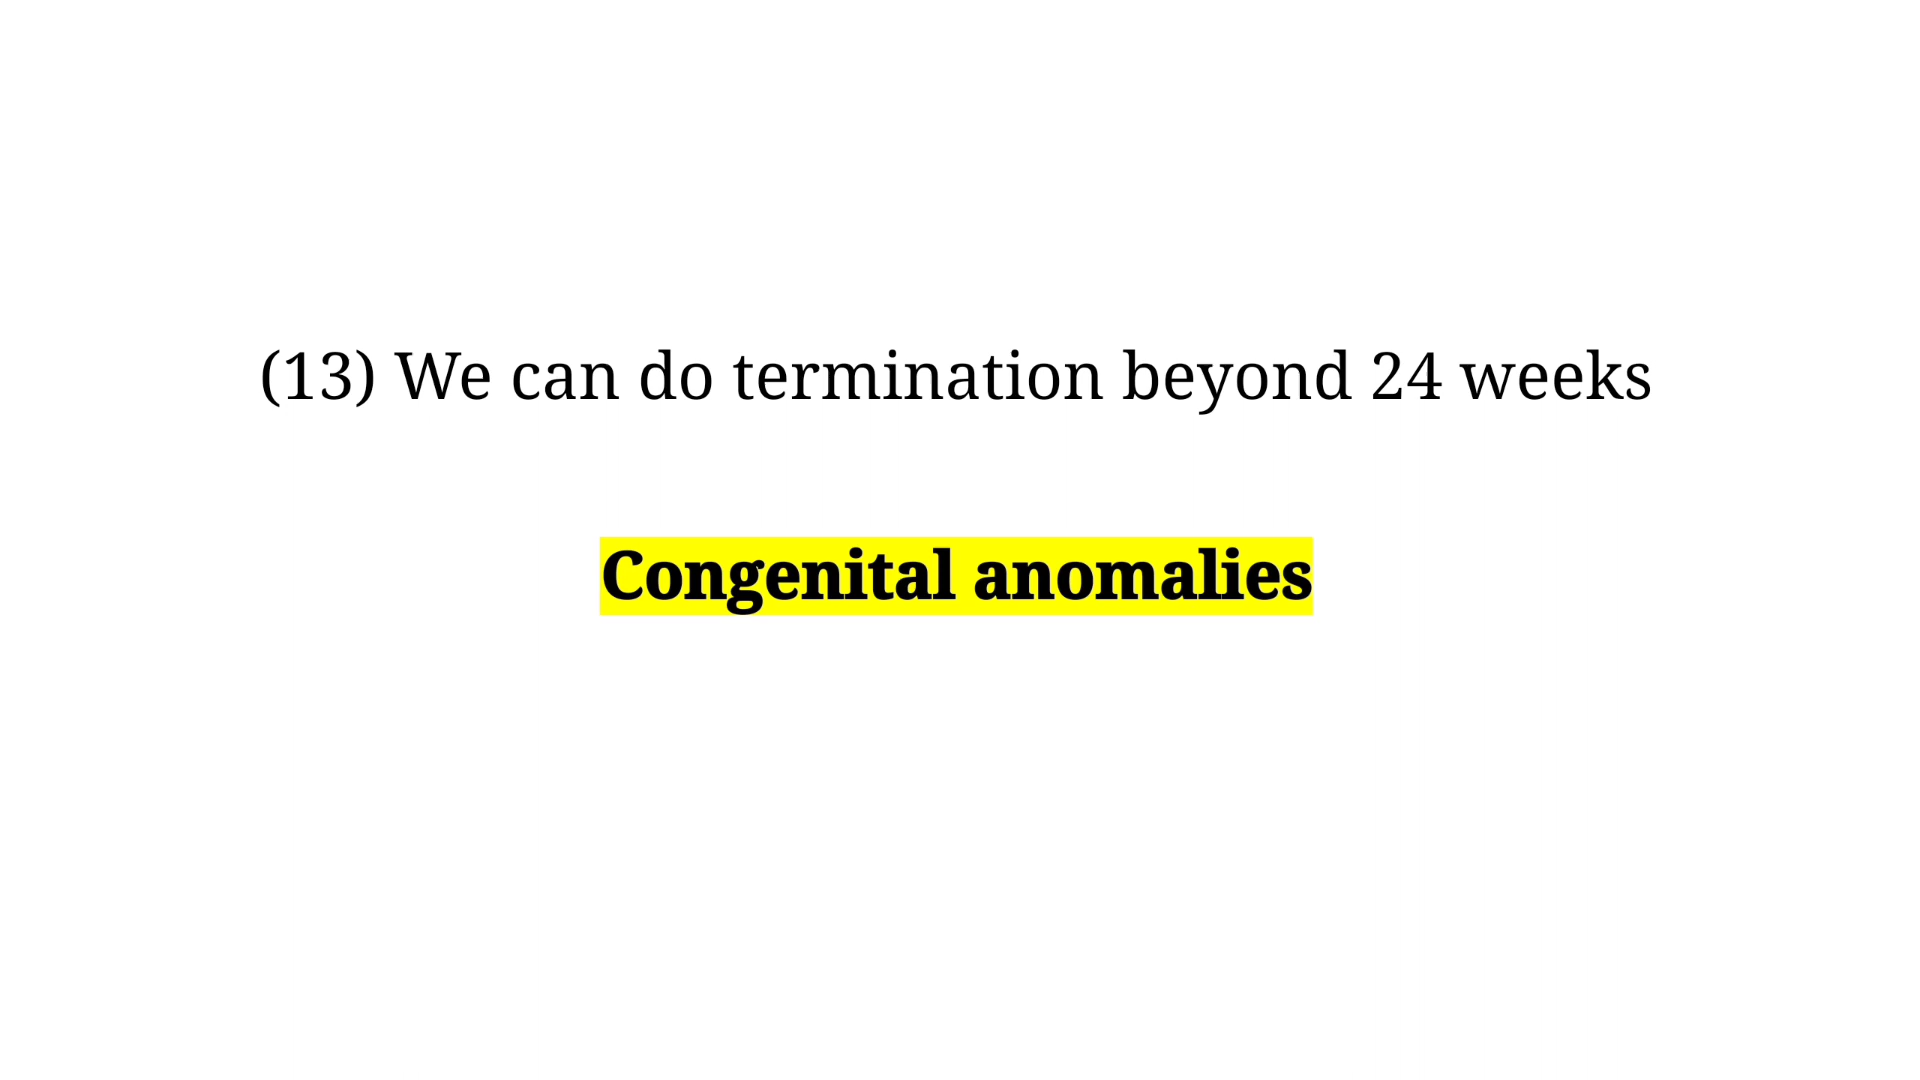 (13) We can do termination beyond 24 weeks
Congenital anomalies